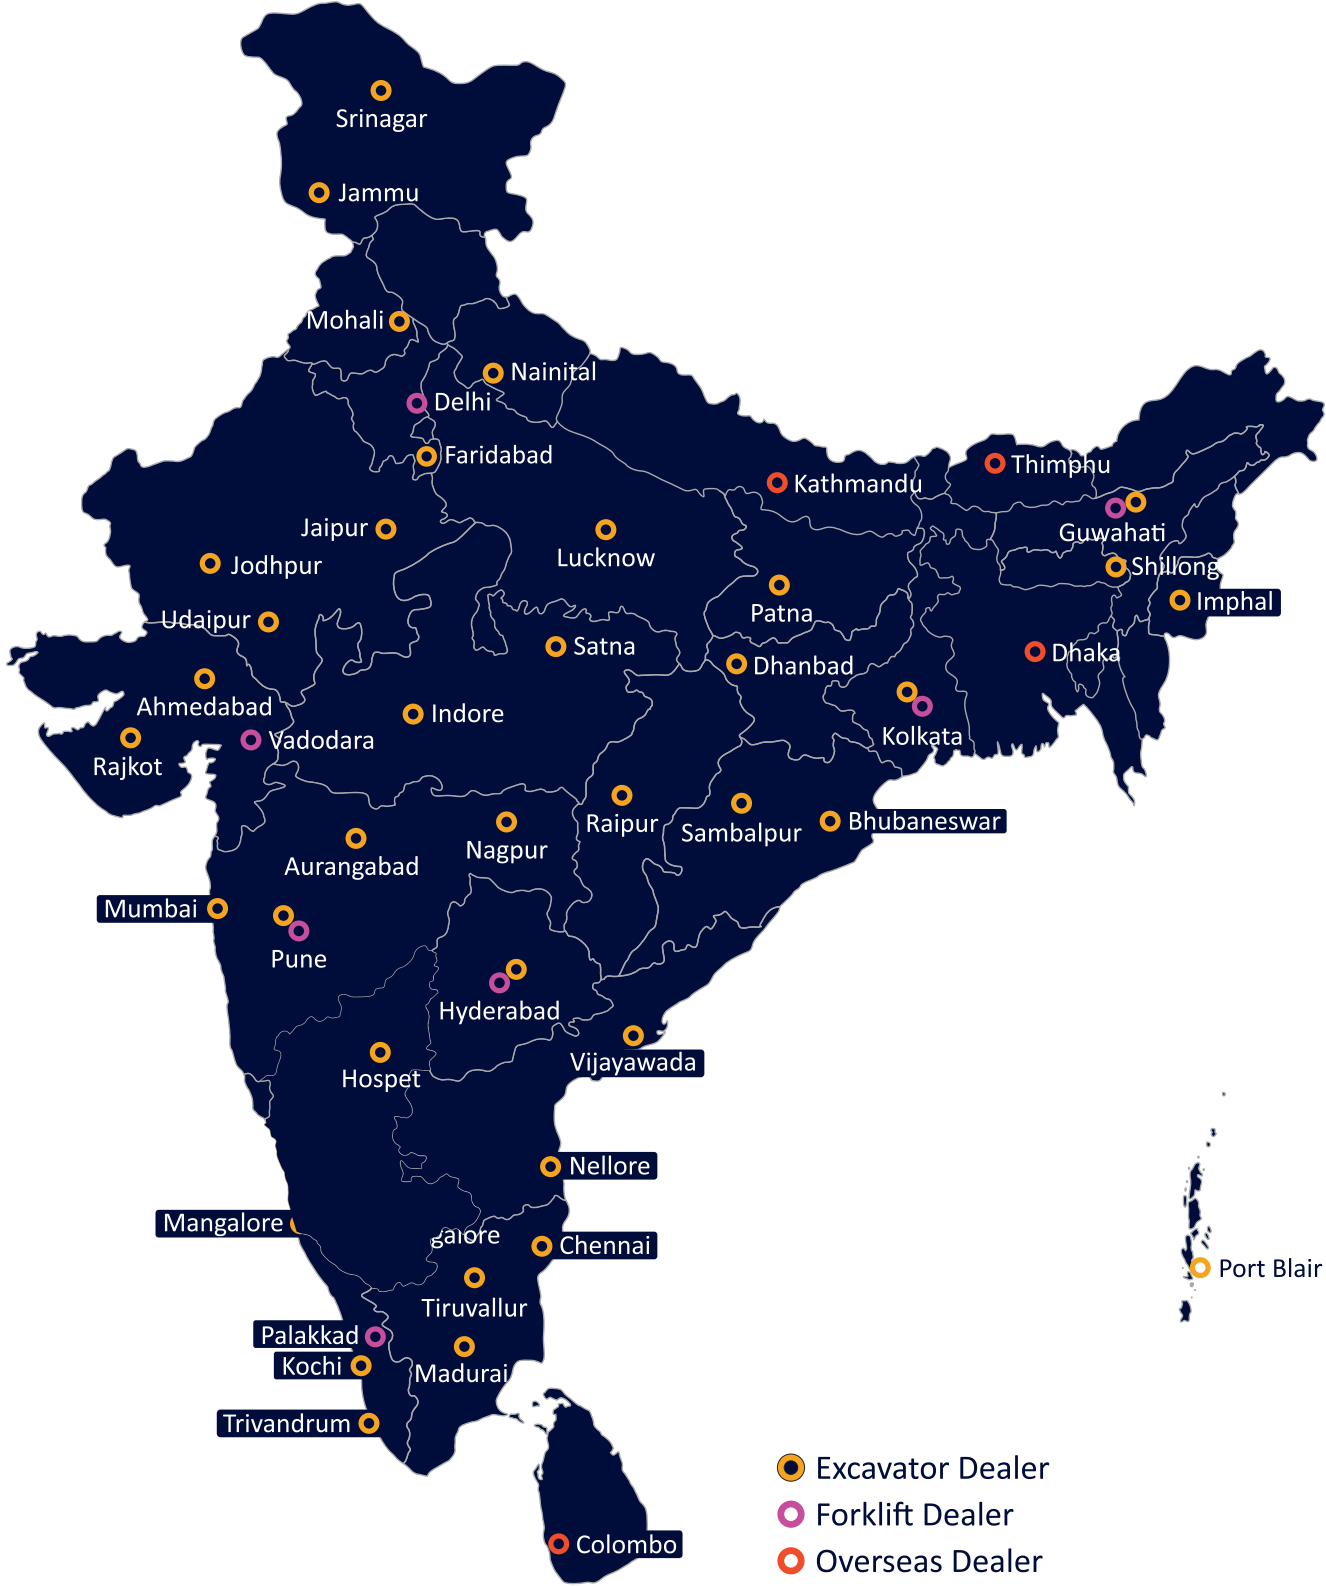 Srinagar
Jammu
Mohali
Nainital
Delhi
Faridabad
Thimphu
Kathmandu
Jaipur
Guwahati
Lucknow
Jodhpur
Shillong
Imphal
Patna
Udaipur
Satna
Dhaka
Dhanbad
Ahmedabad
Indore
Kolkata
Vadodara
Rajkot
Raipur
Sambalpur
Bhubaneswar
Nagpur
Aurangabad
Mumbai
Pune
Hyderabad
Vijayawada
Hospet
Nellore
Mangalore
galore
Chennai
Port Blair
Tiruvallur
Palakkad
Kochi
Madurai
Trivandrum
Colombo
Excavator Dealer
Forklift Dealer
Overseas Dealer